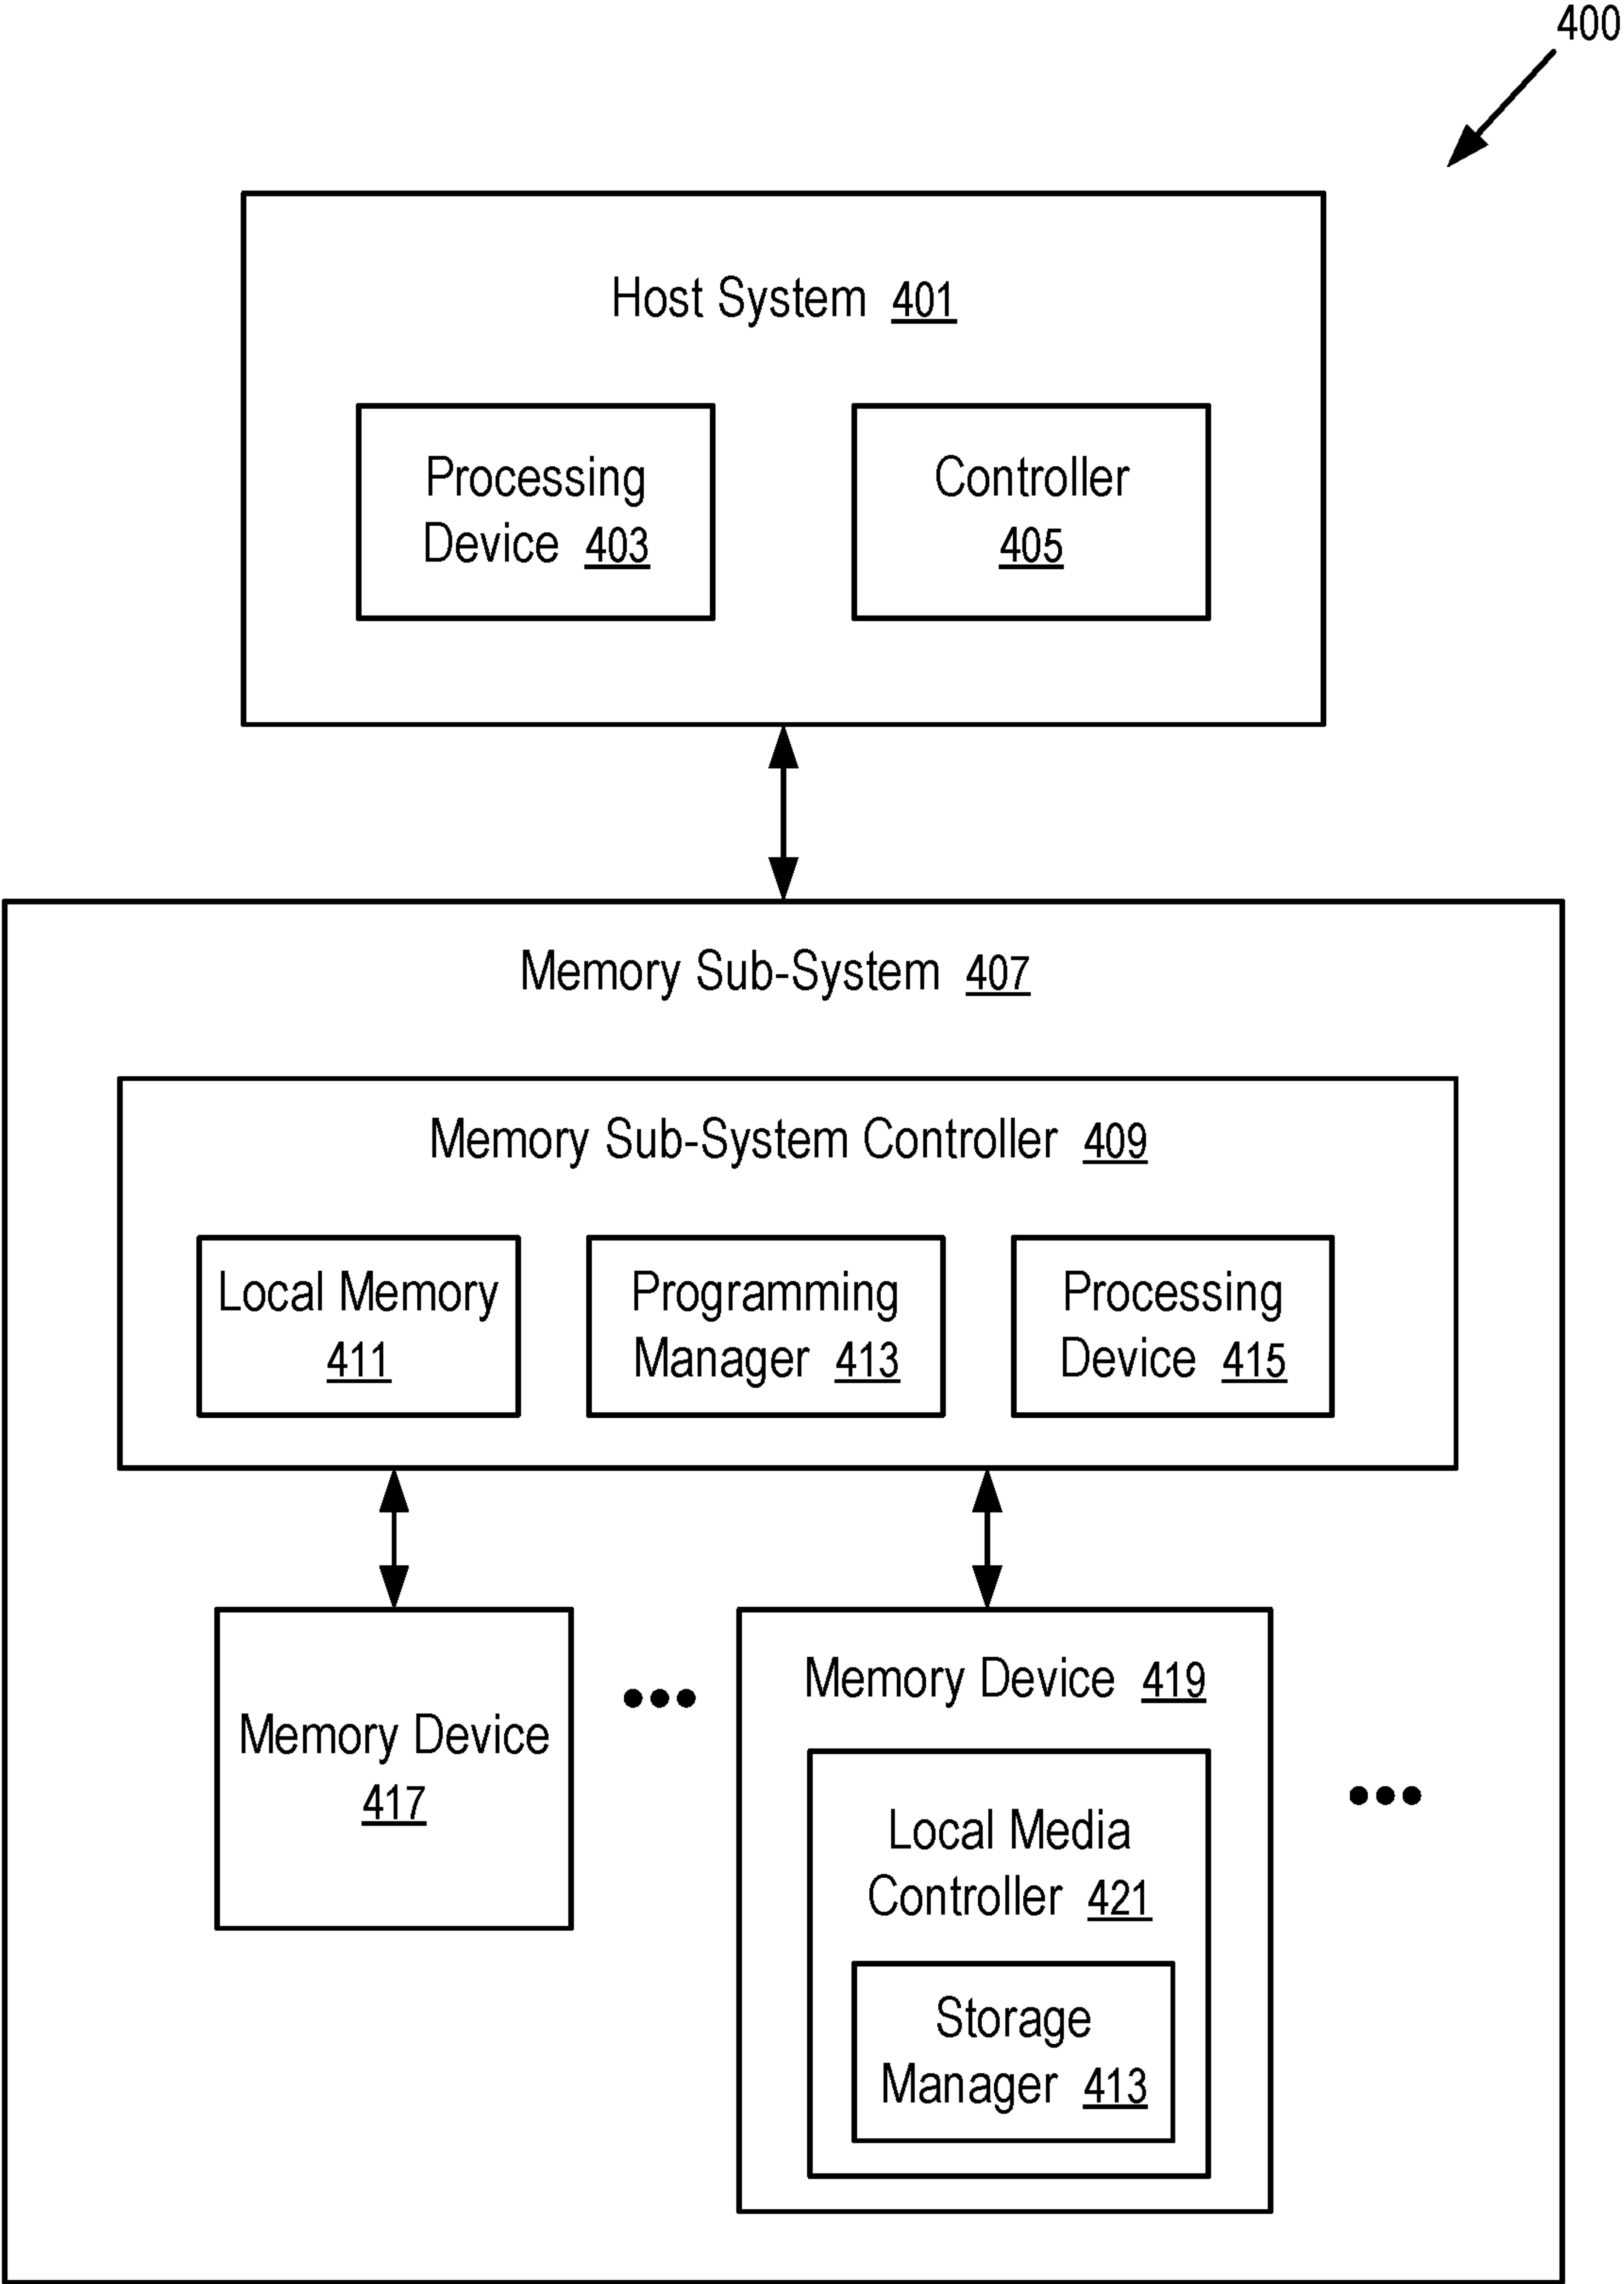 400
Host System 401
Processing
Device 403
Controller
405
Memory Sub-System 407
Memory Sub-System Controller 409
Local Memory
411
Programming
Manager 413
Processing
Device 415
Memory Device
417
Memory Device 419
Local Media
Controller 421
Storage
Manager 413